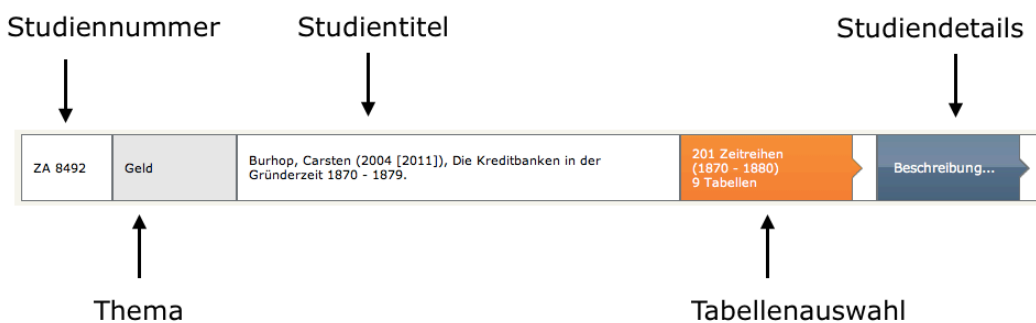 Studiennummer
Studientitel
Studiendetails
ZA 8492
Geld
Burhop, Carsten (2004 [2011]), Die Kreditbanken in der
Gründerzeit 1870 - 1879.
201 Zeitreihen
(1870 - 1880)
9 Tabellen
Beschreibung...
Thema
Tabellenauswahl